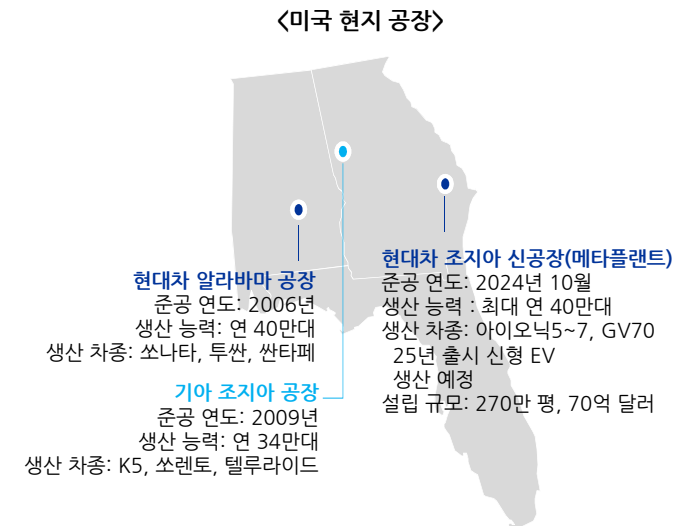 〈미국 현지 공장〉
현대차 알라바마 공장
준공 연도: 2006년
생산 능력: 연 40만대
생산 차종: 쏘나타, 투싼, 싼타페
기아 조지아 공장
준공 연도: 2009년
생산 능력: 연 34만대
생산 차종: K5, 쏘렌토, 텔루라이드
현대차 조지아 신공장(메타플랜트)
준공 연도: 2024년 10월
생산 능력 : 최대 연 40만대
생산 차종: 아이오닉5~7, GV70
25년 출시 신형 EV
생산 예정
설립 규모: 270만 평, 70억 달러